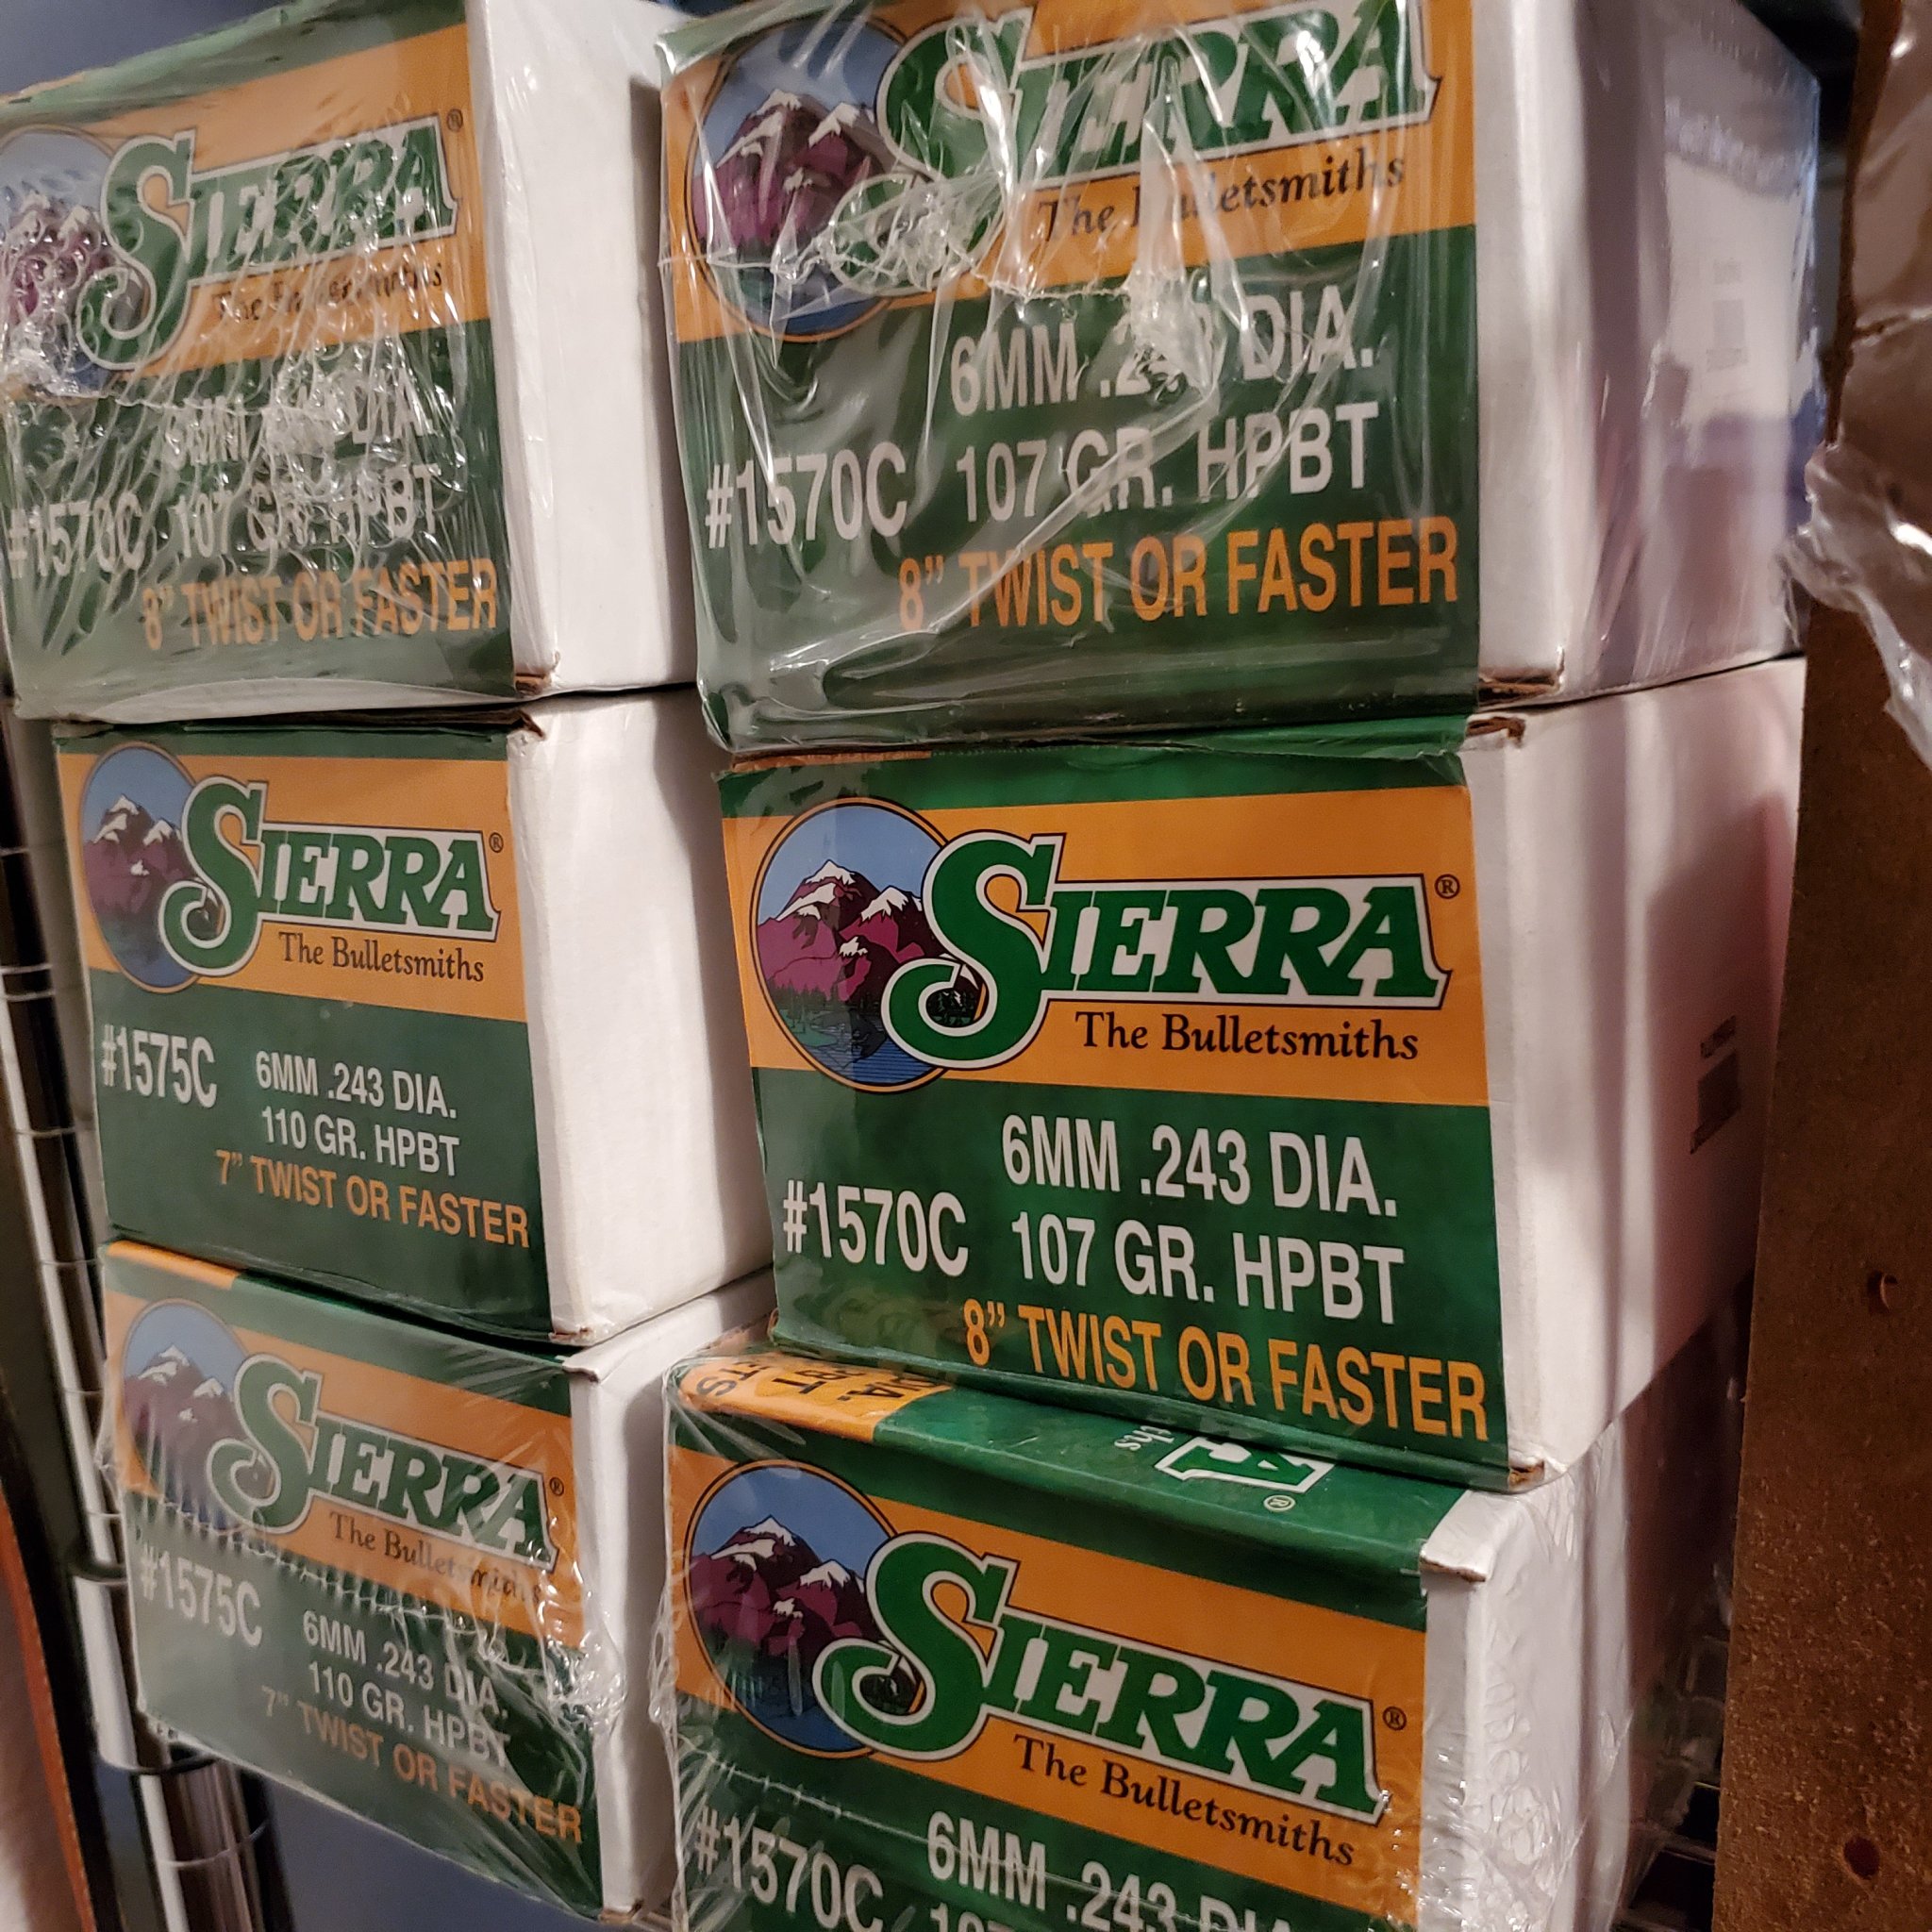 SIERRA®
#1570C 107 GR. HPBT
8” TWIST OR FASTER
SIERRA
The Bulletsmiths
6MM DIA.
#1570C 107 GR. HPBT
8” TWIST OR FASTER
SIERRA®
The Bulletsmiths
#1575C 6MM .243 DIA.
110 GR. HPBT
7” TWIST OR FASTER
SIERRA®
The Bulletsmiths
6MM .243 DIA.
#1570C 107 GR. HPBT
8” TWIST OR FASTER
SIERRA®
The Bulletsmiths
#1575C 6MM .243 DIA.
110 GR. HPBT
7” TWIST OR FASTER
SIERRA®
The Bulletsmiths
6MM .243 DIA
#1570C